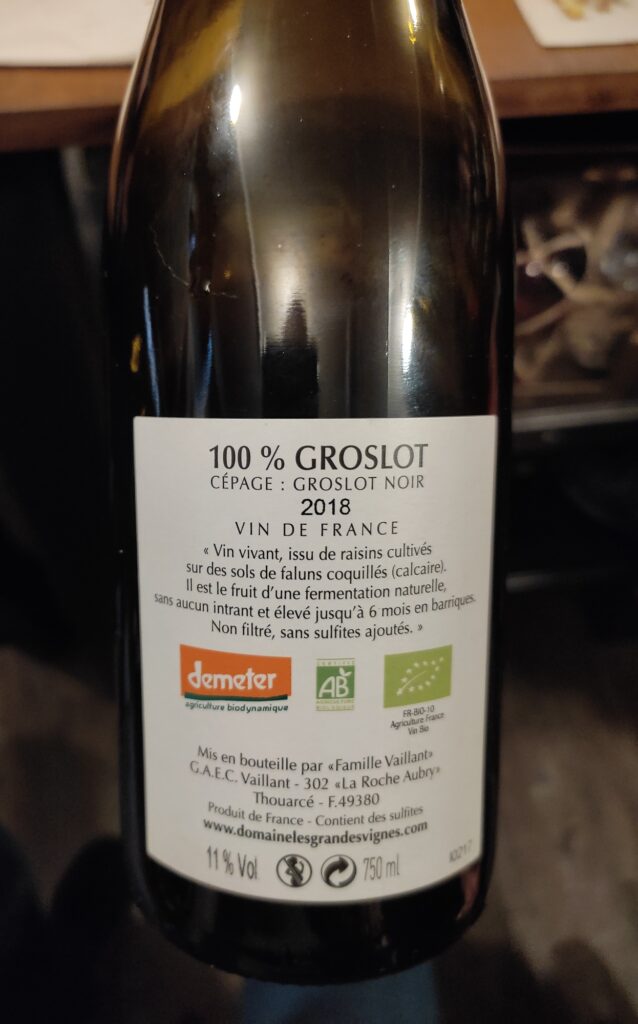 100 % GROSLOT
CÉPAGE : GROSLOT NOIR
2018
VIN DE FRANCE
« Vin vivant, issu de raisins cultivés
sur des sols de faluns coquillés (calcaire).
Il est le fruit d'une fermentation naturelle,
sans aucun intrant et élevé jusqu'à 6 mois en barriques.
Non filtré, sans sulfites ajoutés. »
demeter
agriculture biodynamique
CERTIFIÉ
AB
AGRICULTURE
BIOLOGIQUE
FR-BIO-10
Agriculture France
Vin Bio
Mis en bouteille par «Famille Vaillant»
G.A.E.C. Vaillant - 302 «La Roche Aubry»
Thouarcé - F.49380
Produit de France - Contient des sulfites
www.domainelesgrandesvignes.com
11 % Vol
750 ml